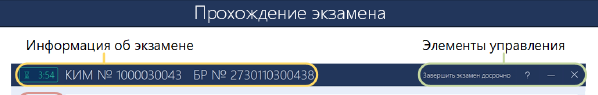 Прохождение экзамена
Информация об экзамене Элементы управления
3:54 КИМ № 1000030043 БР № 2730110300438 Завершить экзамен досрочно ? — ×